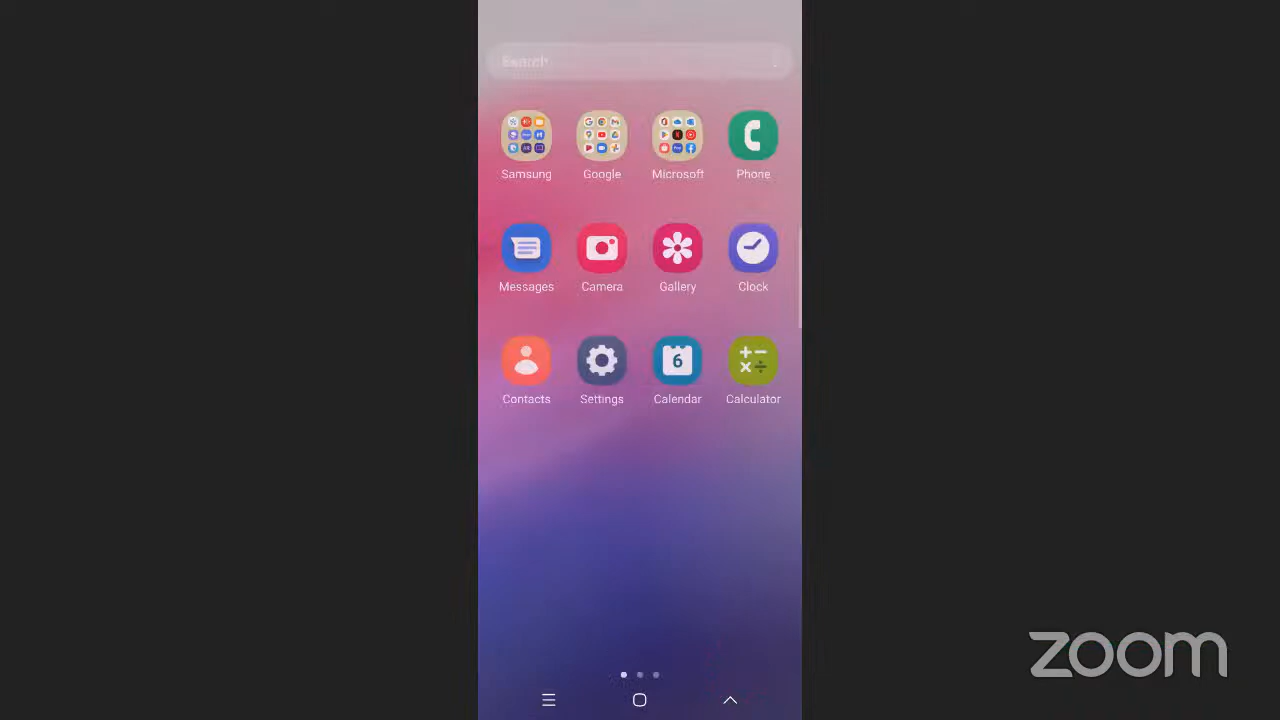 Search
Samsung Google Microsoft Phone
Messages Camera Gallery Clock
6
Contacts Settings Calendar Calculator
zoom